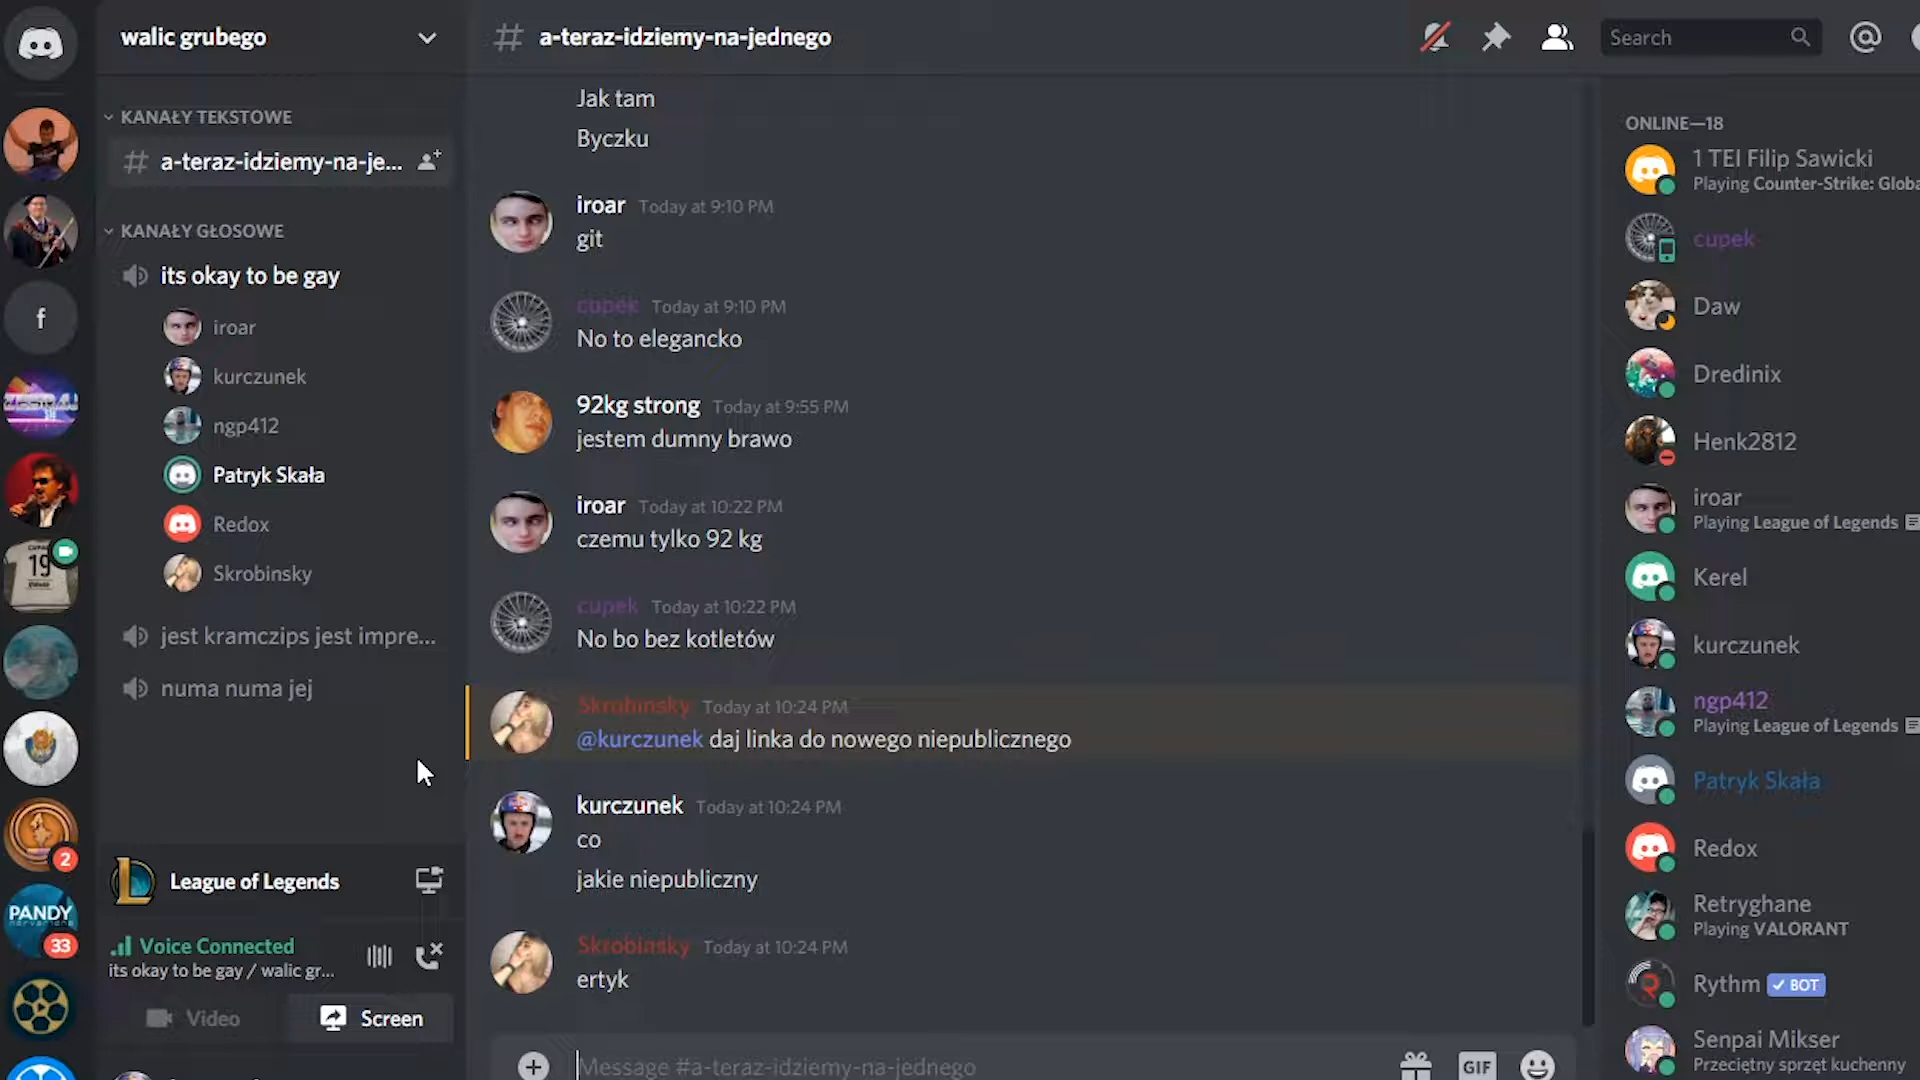 walic grubego
KANAŁY TEKSTOWE
# a-teraz-idziemy-na-je...
KANAŁY GŁOSOWE
its okay to be gay
iroar
kurczunek
ngp412
Patryk Skała
Redox
Skrobinsky
jest kramczips jest impre...
numa numa jej
League of Legends
Voice Connected
its okay to be gay / walic gr...
Video
Screen
f
19
2
PANDY
33
# a-teraz-idziemy-na-jednego
Search
Jak tam
Byczku
iroar Today at 9:10 PM
git
cupek Today at 9:10 PM
No to elegancko
92kg strong Today at 9:55 PM
jestem dumny brawo
iroar Today at 10:22 PM
czemu tylko 92 kg
cupek Today at 10:22 PM
No bo bez kotletów
Skrobinsky Today at 10:24 PM
@kurczunek daj linka do nowego niepublicznego
kurczunek Today at 10:24 PM
co
jakie niepubliczny
Skrobinsky Today at 10:24 PM
ertyk
Message #a-teraz-idziemy-na-jednego
GIF
ONLINE—18
1 TEI Filip Sawicki
Playing Counter-Strike: Globa
cupek
Daw
Dredinix
Henk2812
iroar
Playing League of Legends
Kerel
kurczunek
ngp412
Playing League of Legends
Patryk Skała
Redox
Retryghane
Playing VALORANT
Rythm BOT
Senpai Mikser
Przeciętny sprzęt kuchenny